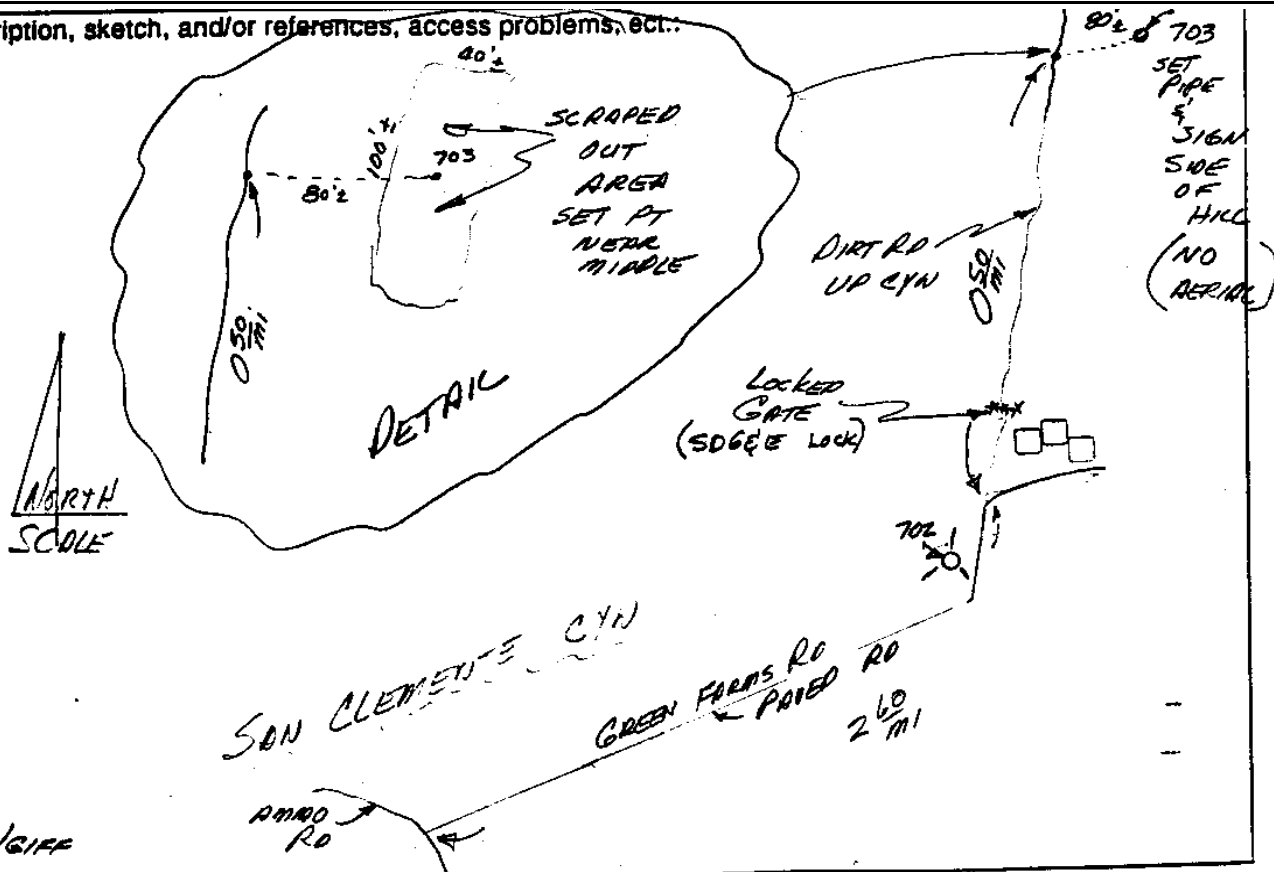 iption, sketch, and/or references, access problems, ect.:
40'±
100'±
SCRAPED
OUT
AREA
SET PT
NEAR
MIDDLE
703
80'±
0 50/mi
DETAIL
80'±
703
SET
PIPE
&
SIGN
SIDE
OF
HILL
(NO
AERIAL)
DIRT RD
UP CYN
0 50/mi
LOCKED
GATE
(SDG&E LOCK)
NORTH
SCALE
702
SAN CLEMENTE CYN
GREEN FARMS RD
PAVED RD
2 60/mi
AMMO
RD